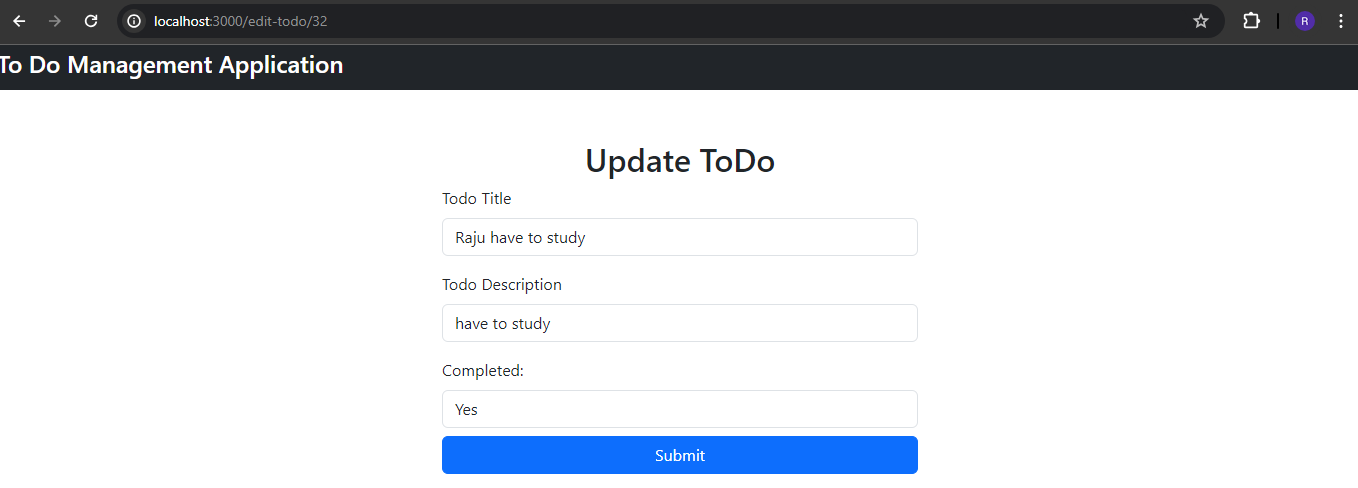 localhost:3000/edit-todo/32
R
To Do Management Application
Update ToDo
Todo Title
Raju have to study
Todo Description
have to study
Completed:
Yes
Submit